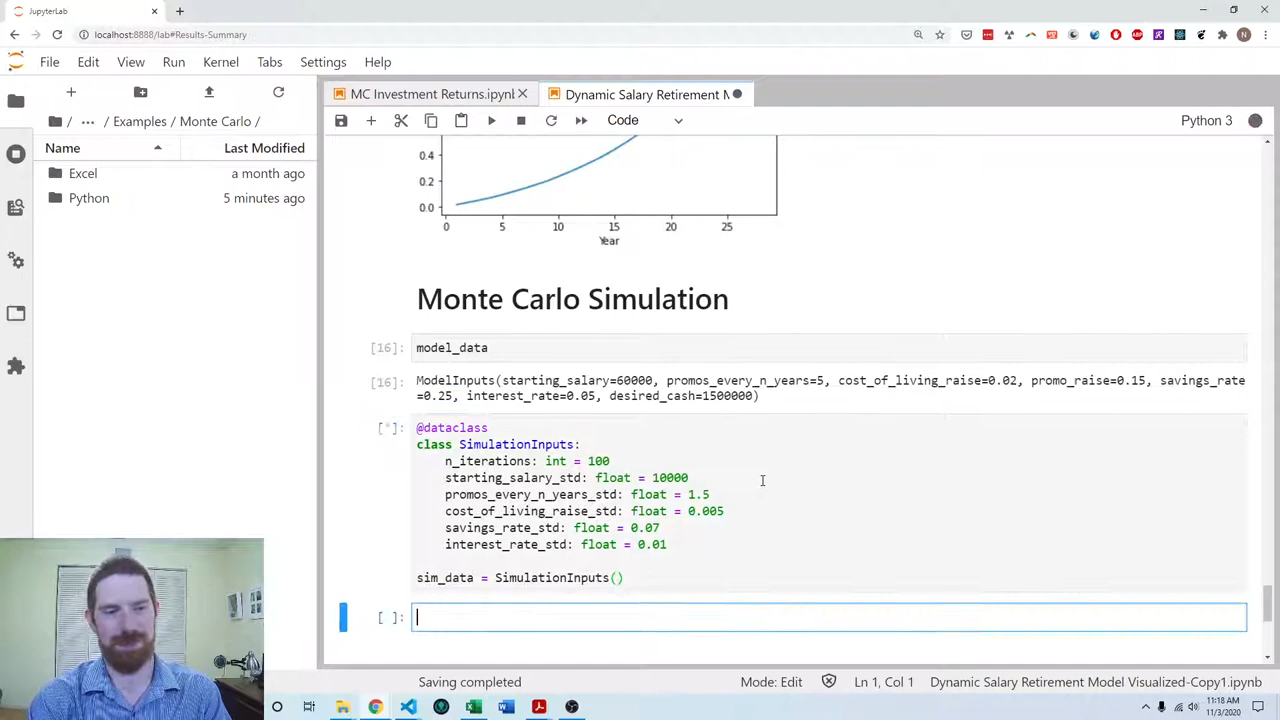 JupyterLab
localhost:8888/lab#Results-Summary
N
File Edit View Run Kernel Tabs Settings Help
MC Investment Returns.ipynb
Dynamic Salary Retirement M
Code
Python 3
/ ... / Examples / Monte Carlo /
Name Last Modified
Excel a month ago
Python 5 minutes ago
0.4
0.2
0.0
0 5 10 15 20 25
Year
Monte Carlo Simulation
[16]: model_data
[16]: ModelInputs(starting_salary=60000, promos_every_n_years=5, cost_of_living_raise=0.02, promo_raise=0.15, savings_rate
=0.25, interest_rate=0.05, desired_cash=1500000)
[*]: @dataclass
class SimulationInputs:
n_iterations: int = 100
starting_salary_std: float = 10000
promos_every_n_years_std: float = 1.5
cost_of_living_raise_std: float = 0.005
savings_rate_std: float = 0.07
interest_rate_std: float = 0.01
sim_data = SimulationInputs()
[ ]:
Saving completed
Mode: Edit
Ln 1, Col 1
Dynamic Salary Retirement Model Visualized-Copy1.ipynb
11:18 AM
11/3/2020